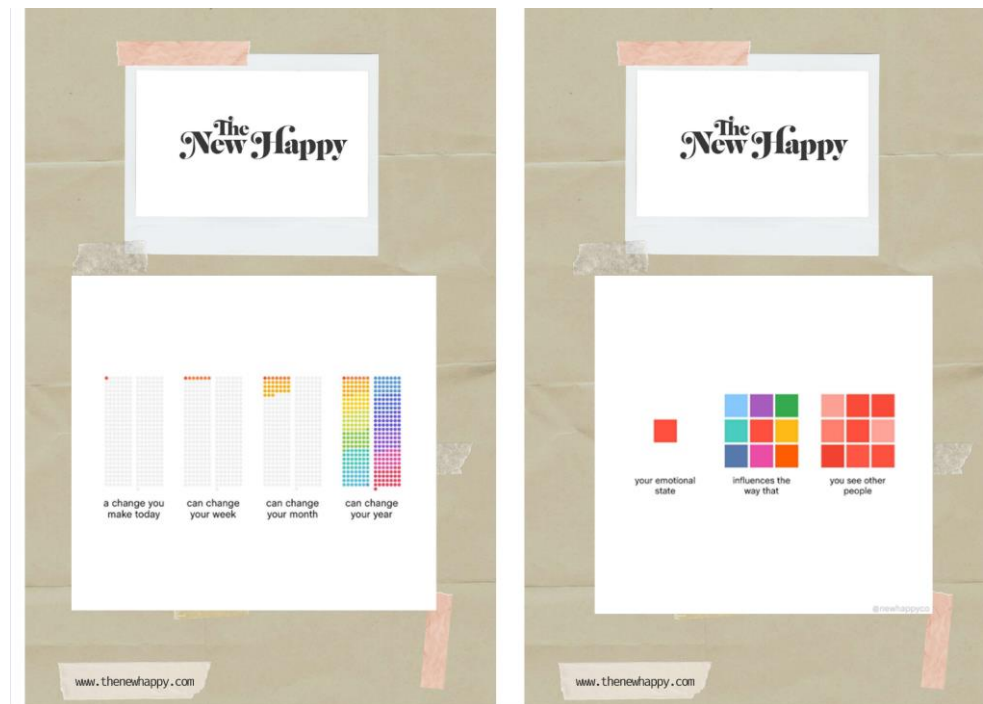 The
New Happy
a change you
make today
can change
your week
can change
your month
can change
your year
www.thenewhappy.com
The
New Happy
your emotional
state
influences the
way that
you see other
people
@newhappyco
www.thenewhappy.com